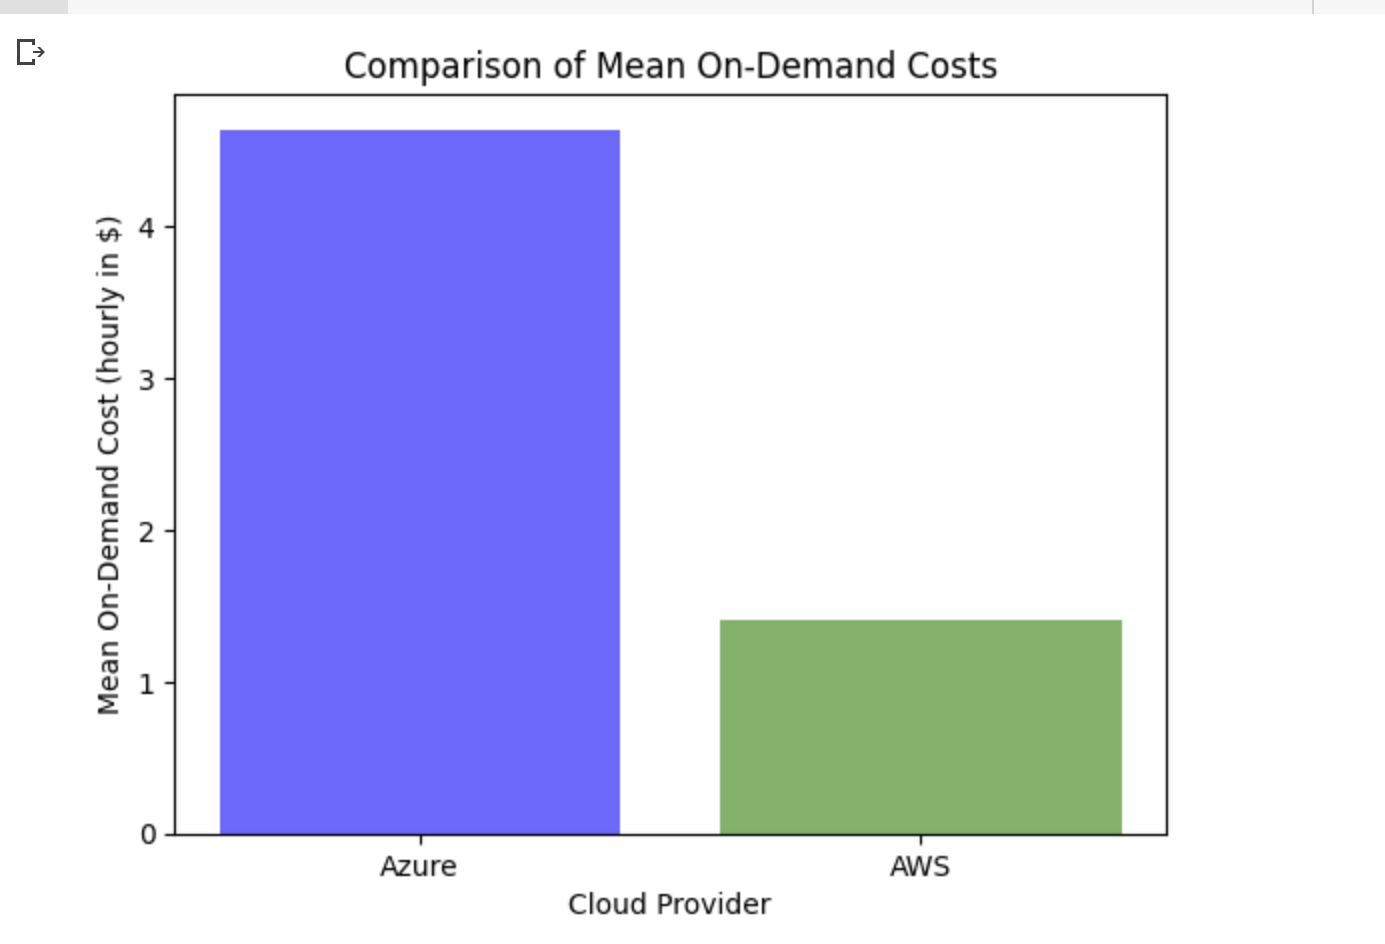 Comparison of Mean On-Demand Costs
Mean On-Demand Cost (hourly in $)
4
3
2
1
0
Azure
AWS
Cloud Provider